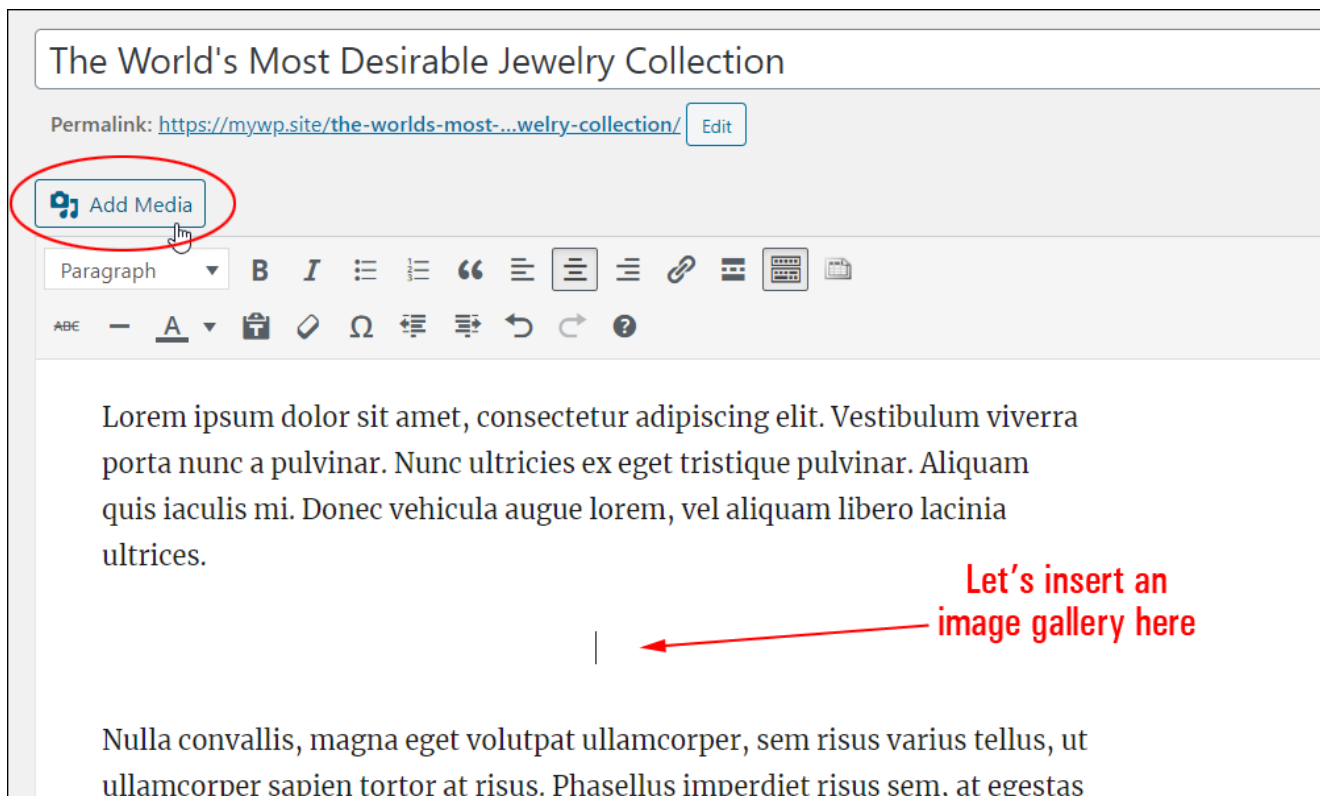 The World's Most Desirable Jewelry Collection
Permalink: https://mywp.site/the-worlds-most-...welry-collection/ Edit
Add Media
Paragraph
ABC
Lorem ipsum dolor sit amet, consectetur adipiscing elit. Vestibulum viverra
porta nunc a pulvinar. Nunc ultricies ex eget tristique pulvinar. Aliquam
quis iaculis mi. Donec vehicula augue lorem, vel aliquam libero lacinia
ultrices.
Let's insert an
image gallery here
Nulla convallis, magna eget volutpat ullamcorper, sem risus varius tellus, ut
ullamcorper sapien tortor at risus. Phasellus imperdiet risus sem, at egestas